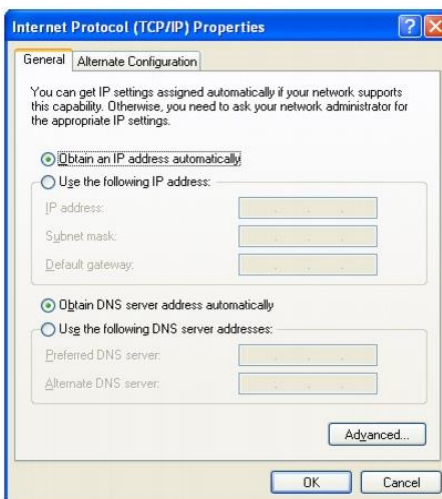 Internet Protocol (TCP/IP) Properties
General
Alternate Configuration
You can get IP settings assigned automatically if your network supports
this capability. Otherwise, you need to ask your network administrator for
the appropriate IP settings.
Obtain an IP address automatically
Use the following IP address:
IP address:
Subnet mask:
Default gateway:
Obtain DNS server address automatically
Use the following DNS server addresses:
Preferred DNS server:
Alternate DNS server:
Advanced...
OK
Cancel